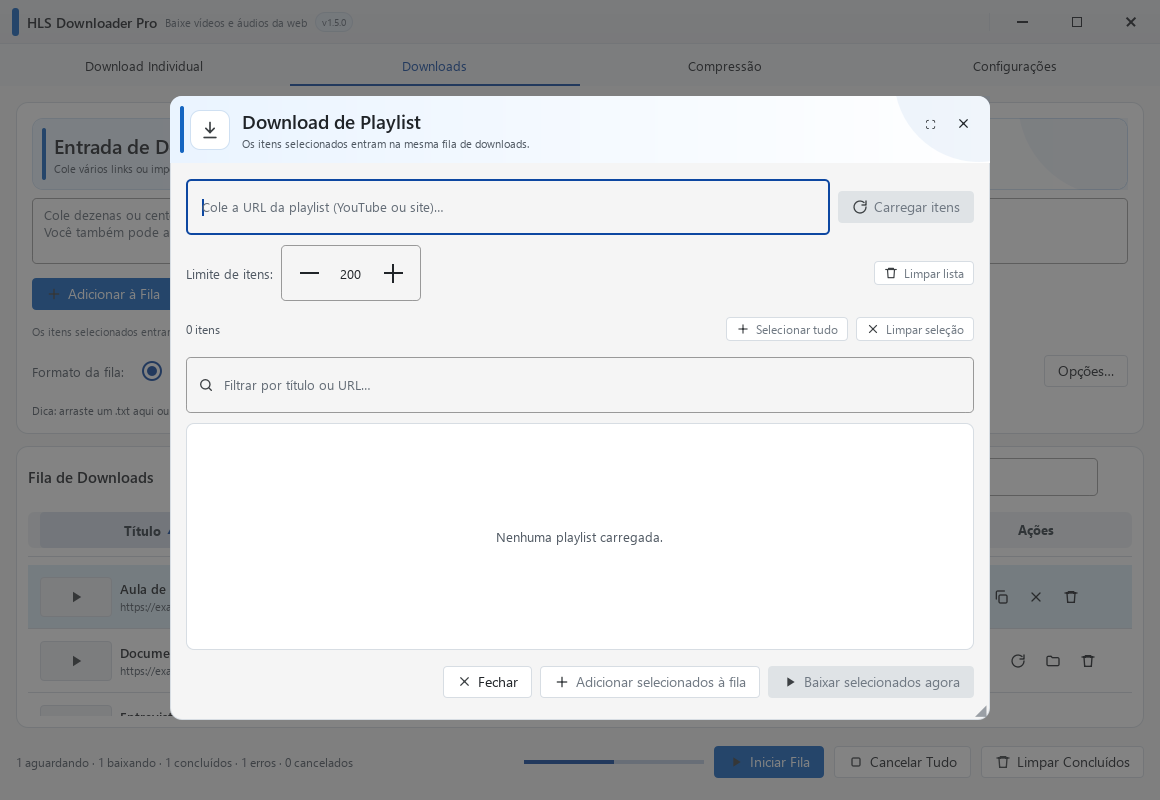 HLS Downloader Pro Baixe vídeos e áudios da web v1.5.0
Download Individual Downloads Compressão Configurações
Entrada de D
Cole vários links ou imp
Cole dezenas ou cent
Você também pode a
Adicionar à Fila
Os itens selecionados entrar
Formato da fila:
Opções...
Dica: arraste um .txt aqui ou
Download de Playlist
Os itens selecionados entram na mesma fila de downloads.
Cole a URL da playlist (YouTube ou site)...
Carregar itens
Limite de itens: 200
Limpar lista
0 itens
Selecionar tudo
Limpar seleção
Filtrar por título ou URL...
Nenhuma playlist carregada.
Fechar
Adicionar selecionados à fila
Baixar selecionados agora
Fila de Downloads
Título
Ações
Aula de
https://exa
Docume
https://exa
1 aguardando · 1 baixando · 1 concluídos · 1 erros · 0 cancelados
Iniciar Fila
Cancelar Tudo
Limpar Concluídos